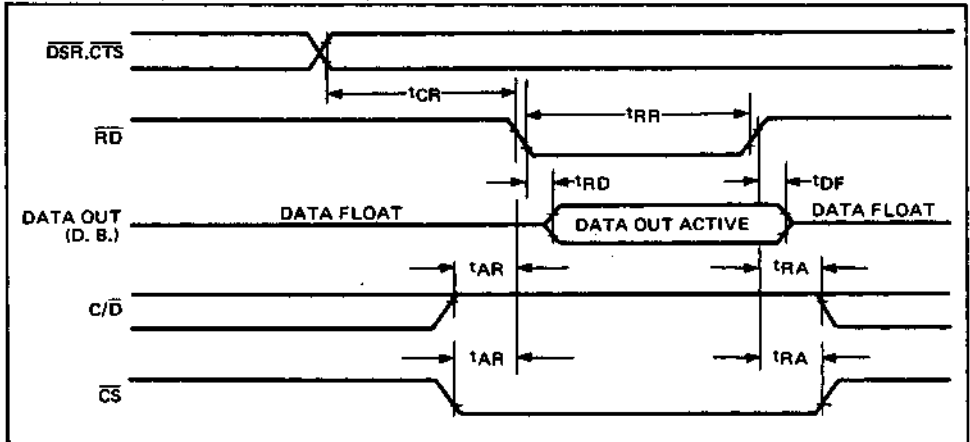 DSR,CTS
tCR
tRR
RD
tRD
tDF
DATA OUT
(D. B.)
DATA FLOAT
DATA OUT ACTIVE
DATA FLOAT
tAR
tRA
C/D
tAR
tRA
CS